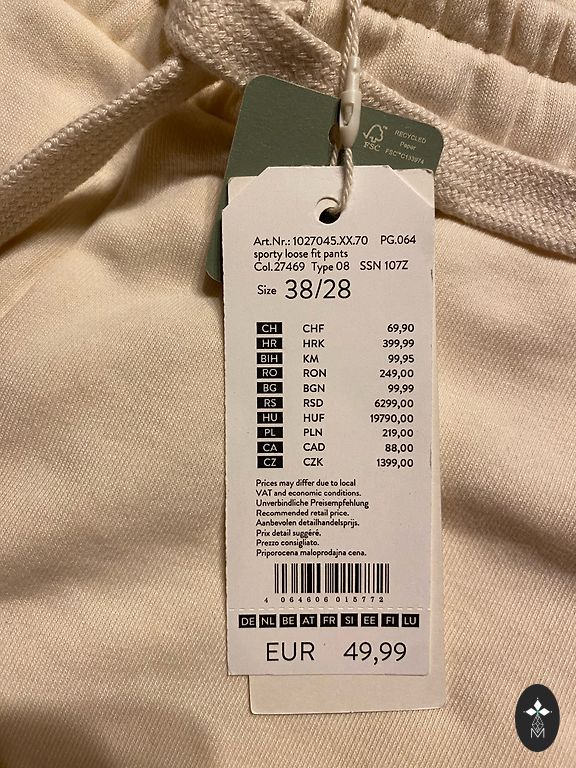 RECYCLED
Paper
FSC
FSC™C133974
Art.Nr.: 1027045.XX.70 PG.064
sporty loose fit pants
Col.27469 Type 08 SSN 107Z
Size 38/28
CH CHF 69,90
HR HRK 399,99
BIH KM 99,95
RO RON 249,00
BG BGN 99,99
RS RSD 6299,00
HU HUF 19790,00
PL PLN 219,00
CA CAD 88,00
CZ CZK 1399,00
Prices may differ due to local
VAT and economic conditions.
Unverbindliche Preisempfehlung
Recommended retail price.
Aanbevolen detailhandelsprijs.
Prix detail suggéré.
Prezzo consigliato.
Priporocena maloprodajna cena.
4 064606 015772
DE NL BE AT FR SI EE FI LU
EUR 49,99